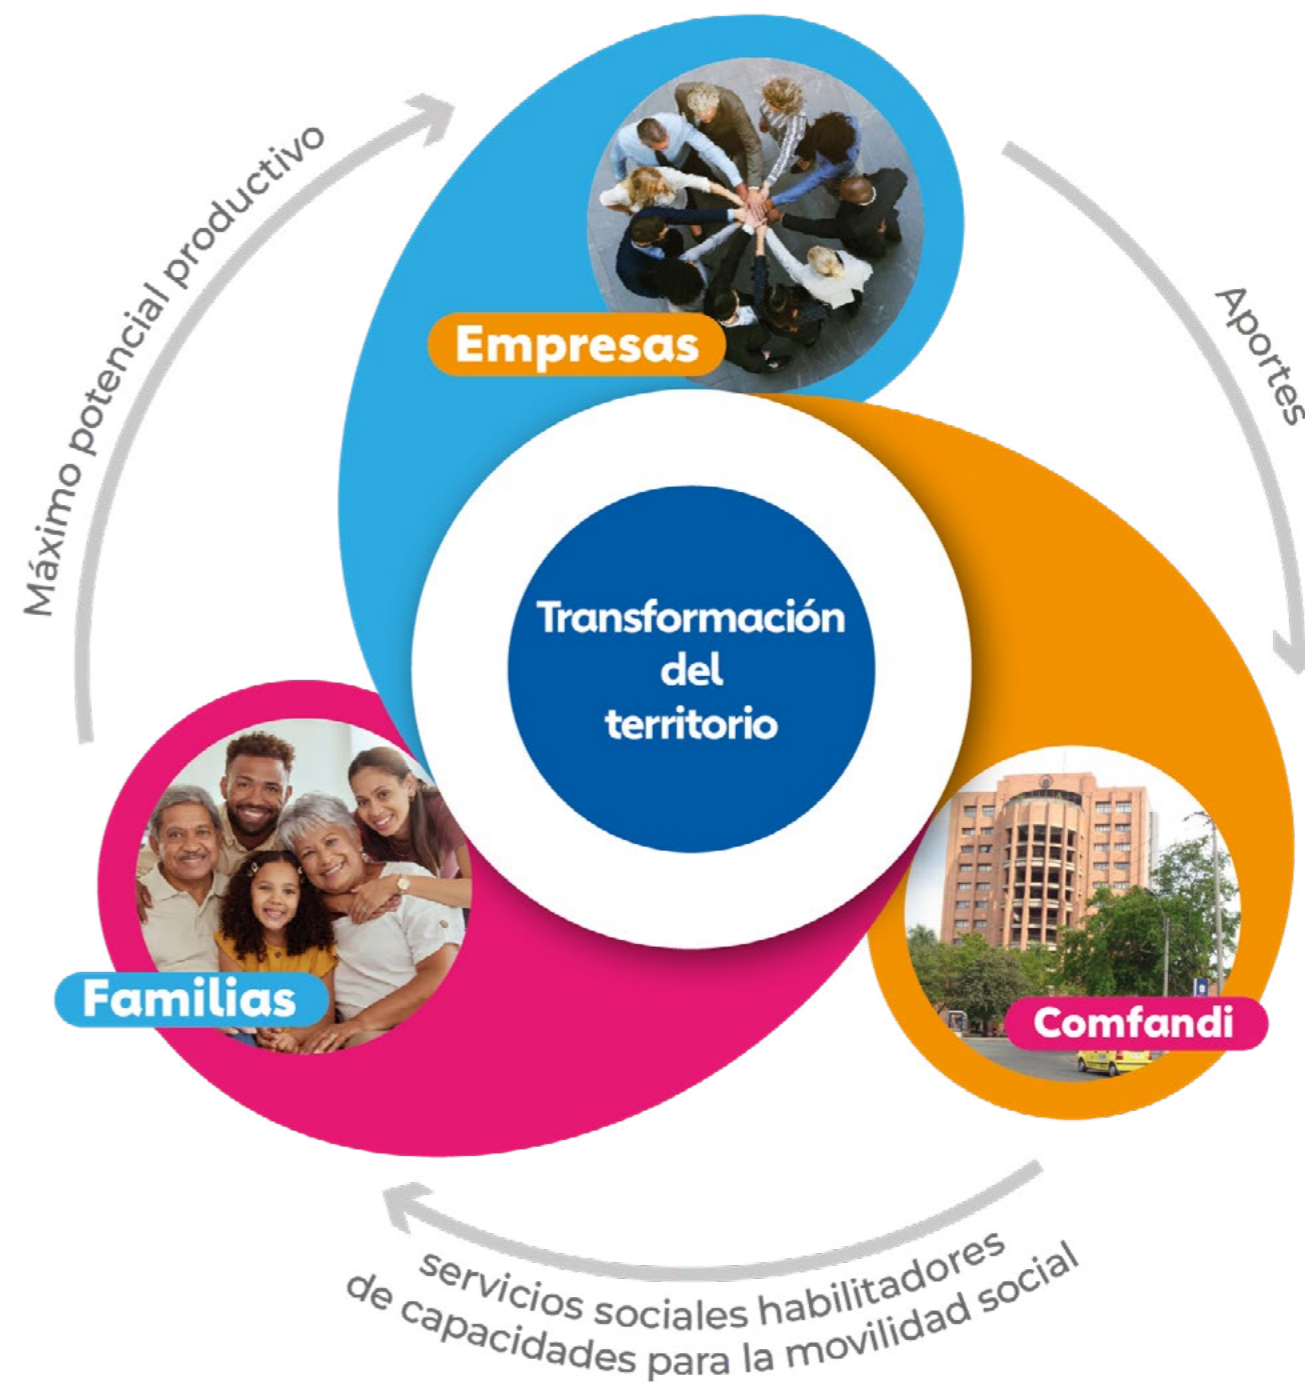 Máximo potencial productivo
Empresas
Aportes
Transformación
del
territorio
Familias
Comfandi
servicios sociales habilitadores
de capacidades para la movilidad social